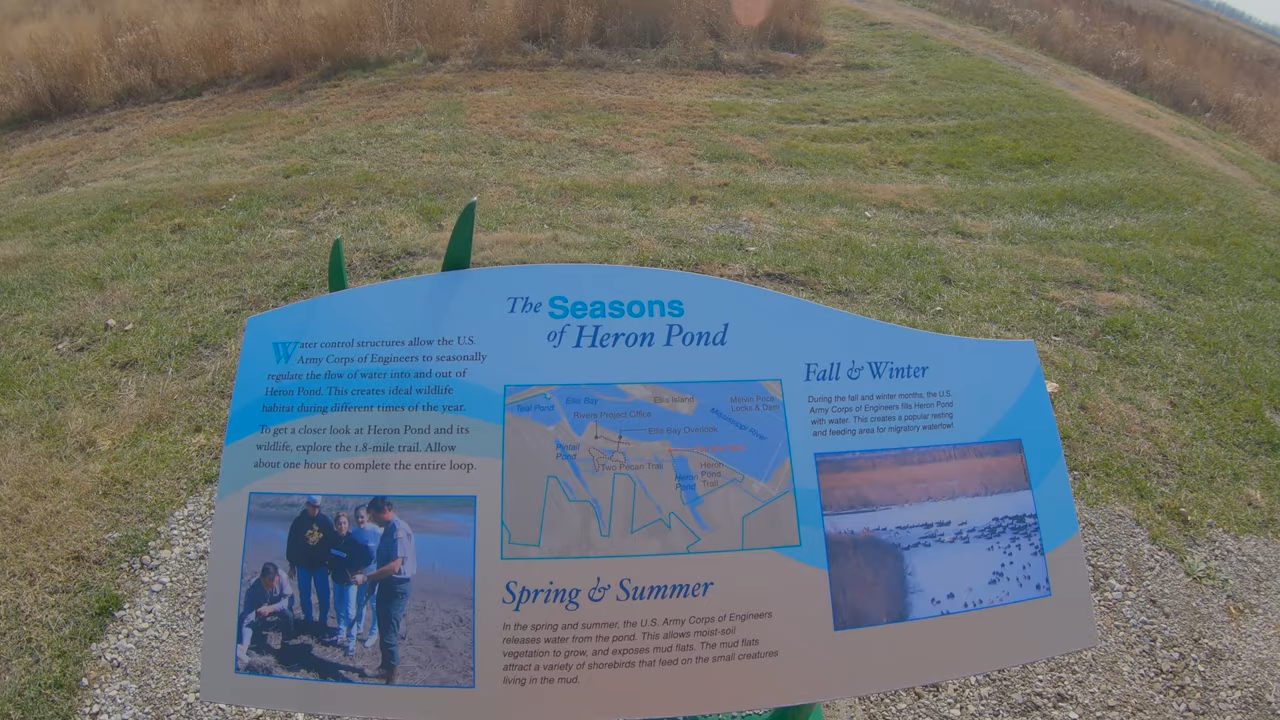 The Seasons
of Heron Pond
Water control structures allow the U.S.
Army Corps of Engineers to seasonally
regulate the flow of water into and out of
Heron Pond. This creates ideal wildlife
habitat during different times of the year.
To get a closer look at Heron Pond and its
wildlife, explore the 1.8-mile trail. Allow
about one hour to complete the entire loop.
Teal Pond
Ellis Bay
Ellis Island
Melvin Price
Locks & Dam
Rivers Project Office
Mississippi River
Ellis Bay Overlook
Pintail
Pond
Two Pecan Trail
Heron
Pond
Trail
Heron
Pond
Spring & Summer
In the spring and summer, the U.S. Army Corps of Engineers
releases water from the pond. This allows moist-soil
vegetation to grow, and exposes mud flats. The mud flats
attract a variety of shorebirds that feed on the small creatures
living in the mud.
Fall & Winter
During the fall and winter months, the U.S.
Army Corps of Engineers fills Heron Pond
with water. This creates a popular resting
and feeding area for migratory waterfowl.